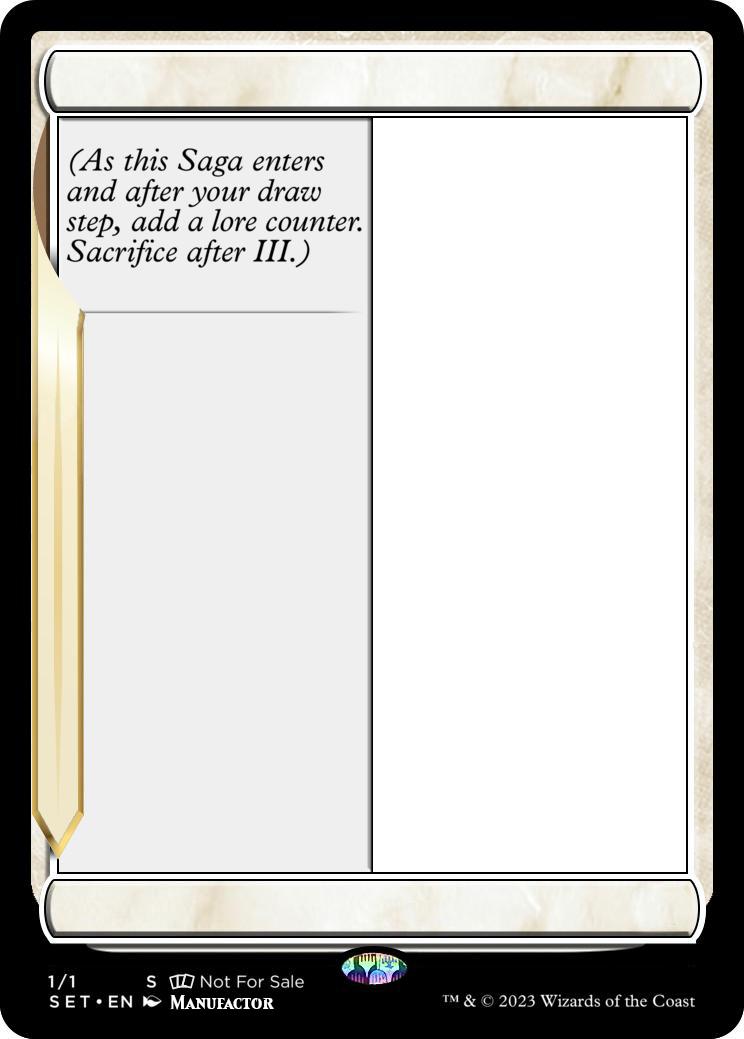 (As this Saga enters
and after your draw
step, add a lore counter.
Sacrifice after III.)
1/1 S Not For Sale
SET • EN Manufactor
™ & © 2023 Wizards of the Coast